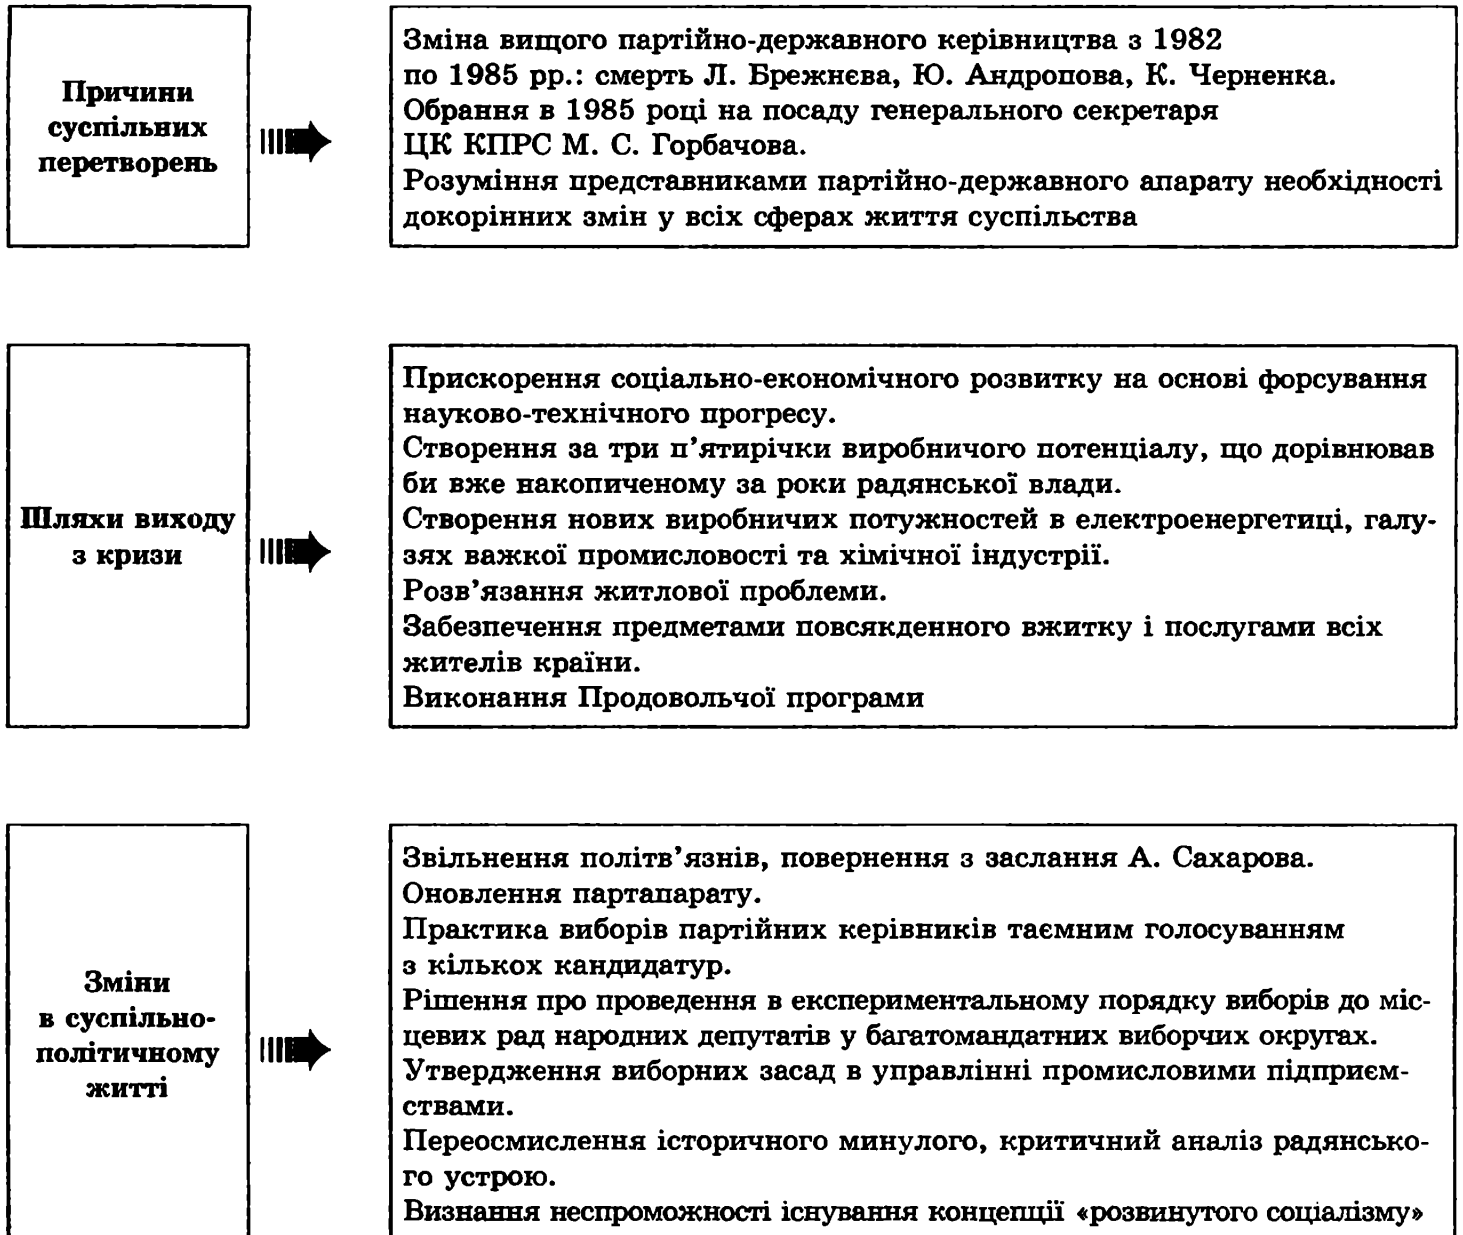 Причини
суспільних
перетворень
Зміна вищого партійно-державного керівництва з 1982
по 1985 рр.: смерть Л. Брежнєва, Ю. Андропова, К. Черненка.
Обрання в 1985 році на посаду генерального секретаря
ЦК КПРС М. С. Горбачова.
Розуміння представниками партійно-державного апарату необхідності
докорінних змін у всіх сферах життя суспільства
Шляхи виходу
з кризи
Прискорення соціально-економічного розвитку на основі форсування
науково-технічного прогресу.
Створення за три п’ятирічки виробничого потенціалу, що дорівнював
би вже накопиченому за роки радянської влади.
Створення нових виробничих потужностей в електроенергетиці, галу-
зях важкої промисловості та хімічної індустрії.
Розв’язання житлової проблеми.
Забезпечення предметами повсякденного вжитку і послугами всіх
жителів країни.
Виконання Продовольчої програми
Зміни
в суспільно-
політичному
житті
Звільнення політв’язнів, повернення з заслання А. Сахарова.
Оновлення партапарату.
Практика виборів партійних керівників таємним голосуванням
з кількох кандидатур.
Рішення про проведення в експериментальному порядку виборів до міс-
цевих рад народних депутатів у багатомандатних виборчих округах.
Утвердження виборних засад в управлінні промисловими підприєм-
ствами.
Переосмислення історичного минулого, критичний аналіз радянсько-
го устрою.
Визнання неспроможності існування концепції «розвинутого соціалізму»